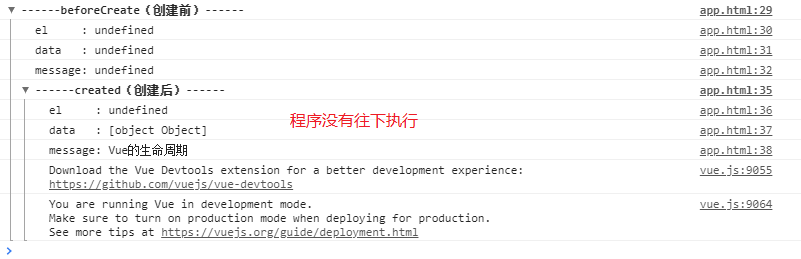 ▼ ------beforeCreate（创建前）------ app.html:29
el     : undefined app.html:30
data   : undefined app.html:31
message: undefined app.html:32
▼ ------created（创建后）------ app.html:35
el     : undefined app.html:36
data   : [object Object] app.html:37
程序没有往下执行
message: Vue的生命周期 app.html:38
Download the Vue Devtools extension for a better development experience: vue.js:9055
https://github.com/vuejs/vue-devtools
You are running Vue in development mode. vue.js:9064
Make sure to turn on production mode when deploying for production.
See more tips at https://vuejs.org/guide/deployment.html